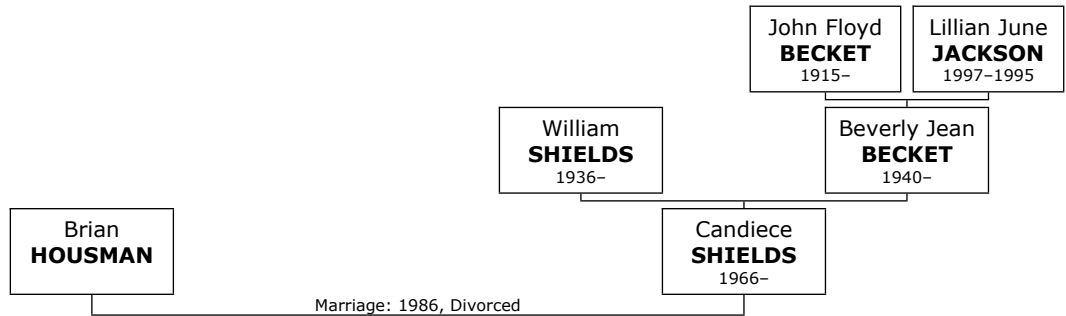 John Floyd
BECKET
1915–
Lillian June
JACKSON
1997–1995
William
SHIELDS
1936–
Beverly Jean
BECKET
1940–
Brian
HOUSMAN
Candiece
SHIELDS
1966–
Marriage: 1986, Divorced